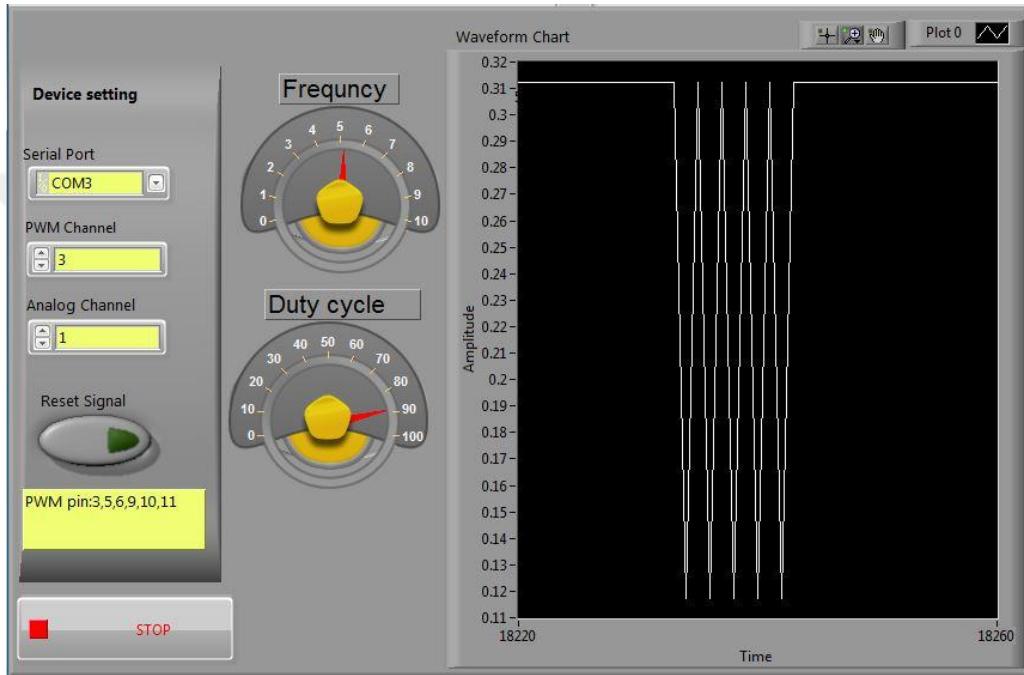 Device setting
Serial Port
COM3
PWM Channel
3
Analog Channel
1
Reset Signal
PWM pin:3,5,6,9,10,11
STOP
Frequncy
0 1 2 3 4 5 6 7 8 9 10
Duty cycle
0 10 20 30 40 50 60 70 80 90 100
Waveform Chart
Plot 0
Amplitude
0.32
0.31
0.3
0.29
0.28
0.27
0.26
0.25
0.24
0.23
0.22
0.21
0.2
0.19
0.18
0.17
0.16
0.15
0.14
0.13
0.12
0.11
18220 18260
Time